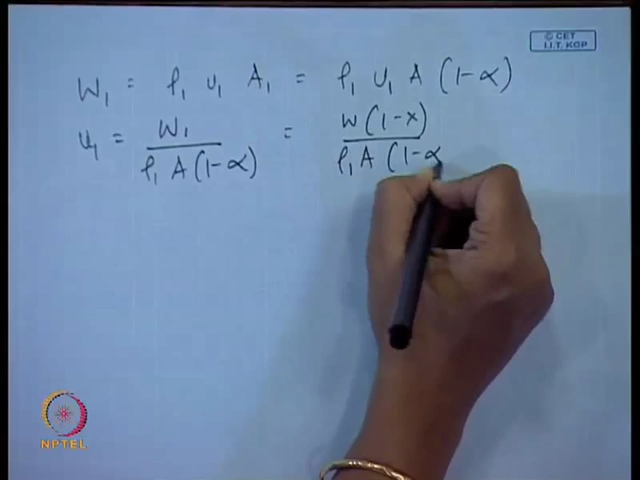 © CET
I.I.T. KGP
W₁ = ρ₁ u₁ A₁ = ρ₁ u₁ A (1-α)
u₁ = W₁ / ρ₁ A (1-α) = W (1-x) / ρ₁ A (1-α
NPTEL